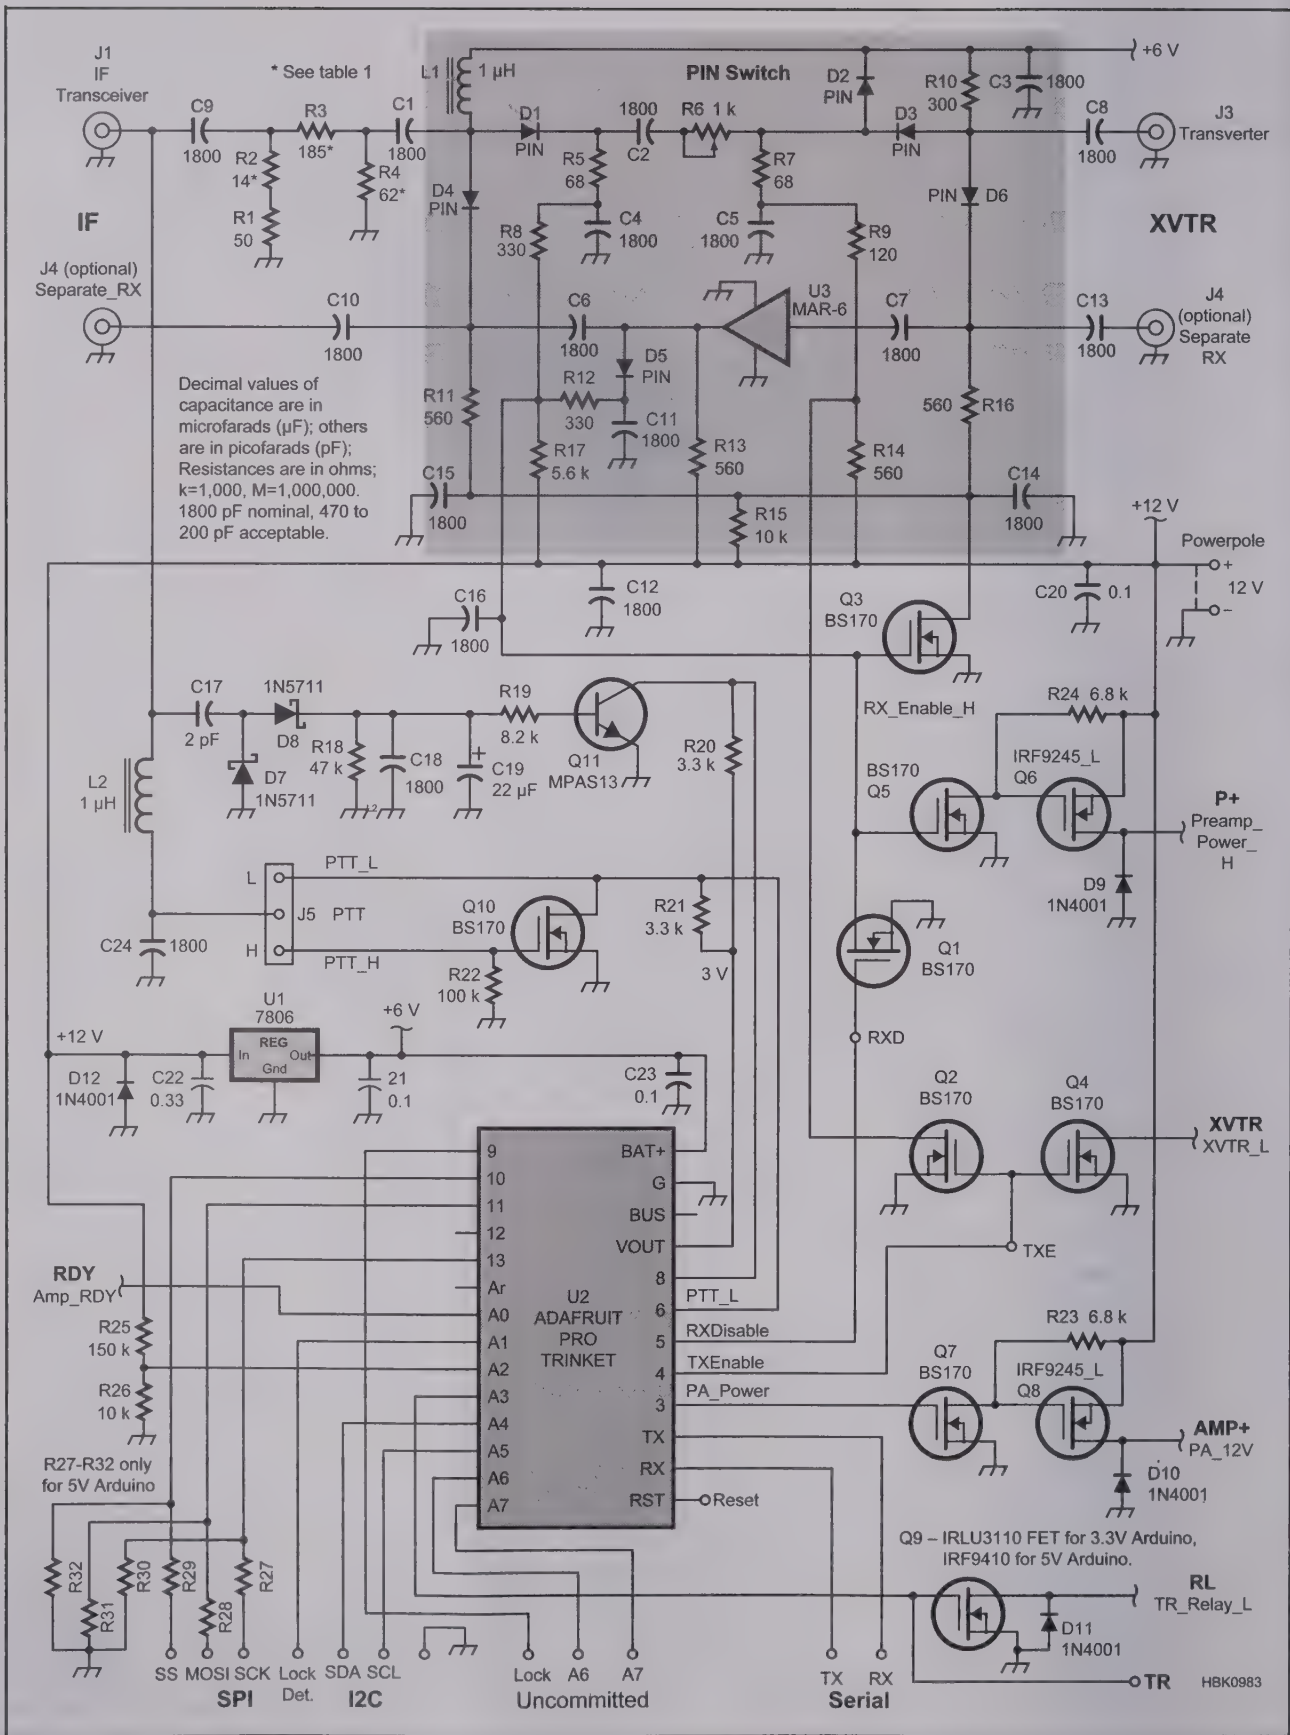 J1
IF
Transceiver
* See table 1
L1
1 µH
PIN Switch
D2
PIN
R10
300
C3
1800
+6 V
C9
1800
R3
185*
C1
1800
D1
PIN
1800
C2
R6 1 k
D3
PIN
C8
1800
J3
Transverter
R2
14*
R1
50
R4
62*
D4
PIN
R5
68
R7
68
PIN
D6
IF
XVTR
R8
330
C4
1800
C5
1800
R9
120
J4 (optional)
Separate_RX
C10
1800
C6
1800
U3
MAR-6
C7
1800
C13
1800
J4
(optional)
Separate
RX
Decimal values of
capacitance are in
microfarads (µF); others
are in picofarads (pF);
Resistances are in ohms;
k=1,000, M=1,000,000.
1800 pF nominal, 470 to
200 pF acceptable.
D5
PIN
R11
560
R12
330
C11
1800
560
R16
R17
5.6 k
R13
560
R14
560
C15
1800
R15
10 k
C14
1800
+12 V
Powerpole
+
12 V
–
C16
1800
C12
1800
Q3
BS170
C20
0.1
RX_Enable_H
R24 6.8 k
C17
2 pF
1N5711
D8
D7
1N5711
R18
47 k
L2
C18
1800
C19
22 µF
+
R19
8.2 k
Q11
MPAS13
R20
3.3 k
BS170
Q5
IRF9245_L
Q6
P+
Preamp_
Power_
H
L2
1 µH
D9
1N4001
L
PTT_L
J5 PTT
H
PTT_H
C24
1800
Q10
BS170
R21
3.3 k
R22
100 k
3 V
Q1
BS170
RXD
U1
7806
+6 V
+12 V
REG
In
Out
Gnd
D12
1N4001
C22
0.33
21
0.1
C23
0.1
Q2
BS170
Q4
BS170
XVTR
XVTR_L
TXE
9
10
11
12
13
Ar
A0
A1
A2
A3
A4
A5
A6
A7
U2
ADAFRUIT
PRO
TRINKET
BAT+
G
BUS
VOUT
8
6
5
4
3
TX
RX
RST
PTT_L
RXDisable
TXEnable
PA_Power
Reset
RDY
Amp_RDY
R25
150 k
R26
10 k
R23 6.8 k
Q7
BS170
IRF9245_L
Q8
AMP+
PA_12V
D10
1N4001
R27-R32 only
for 5V Arduino
R32
R31
R30
R29
R28
R27
Q9 – IRLU3110 FET for 3.3V Arduino,
IRF9410 for 5V Arduino.
RL
TR_Relay_L
D11
1N4001
SS MOSI SCK
SPI
Lock
Det.
SDA SCL
I2C
Lock A6 A7
Uncommitted
TX RX
Serial
TR
HBK0983